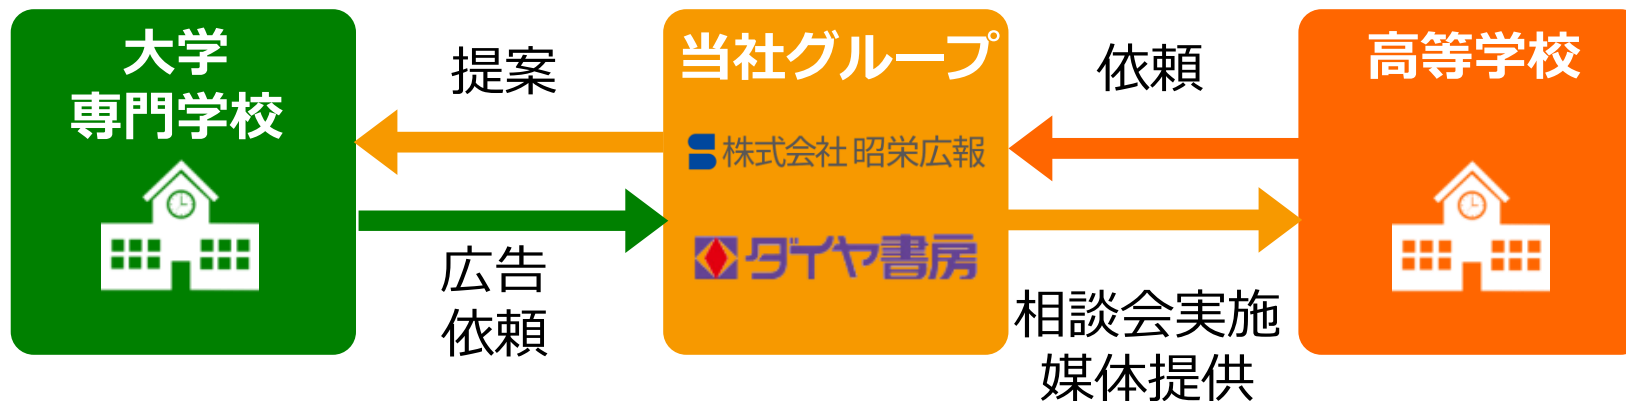 大学
専門学校
提案
広告
依頼
当社グループ
株式会社 昭栄広報
ダイヤ書房
依頼
相談会実施
媒体提供
高等学校